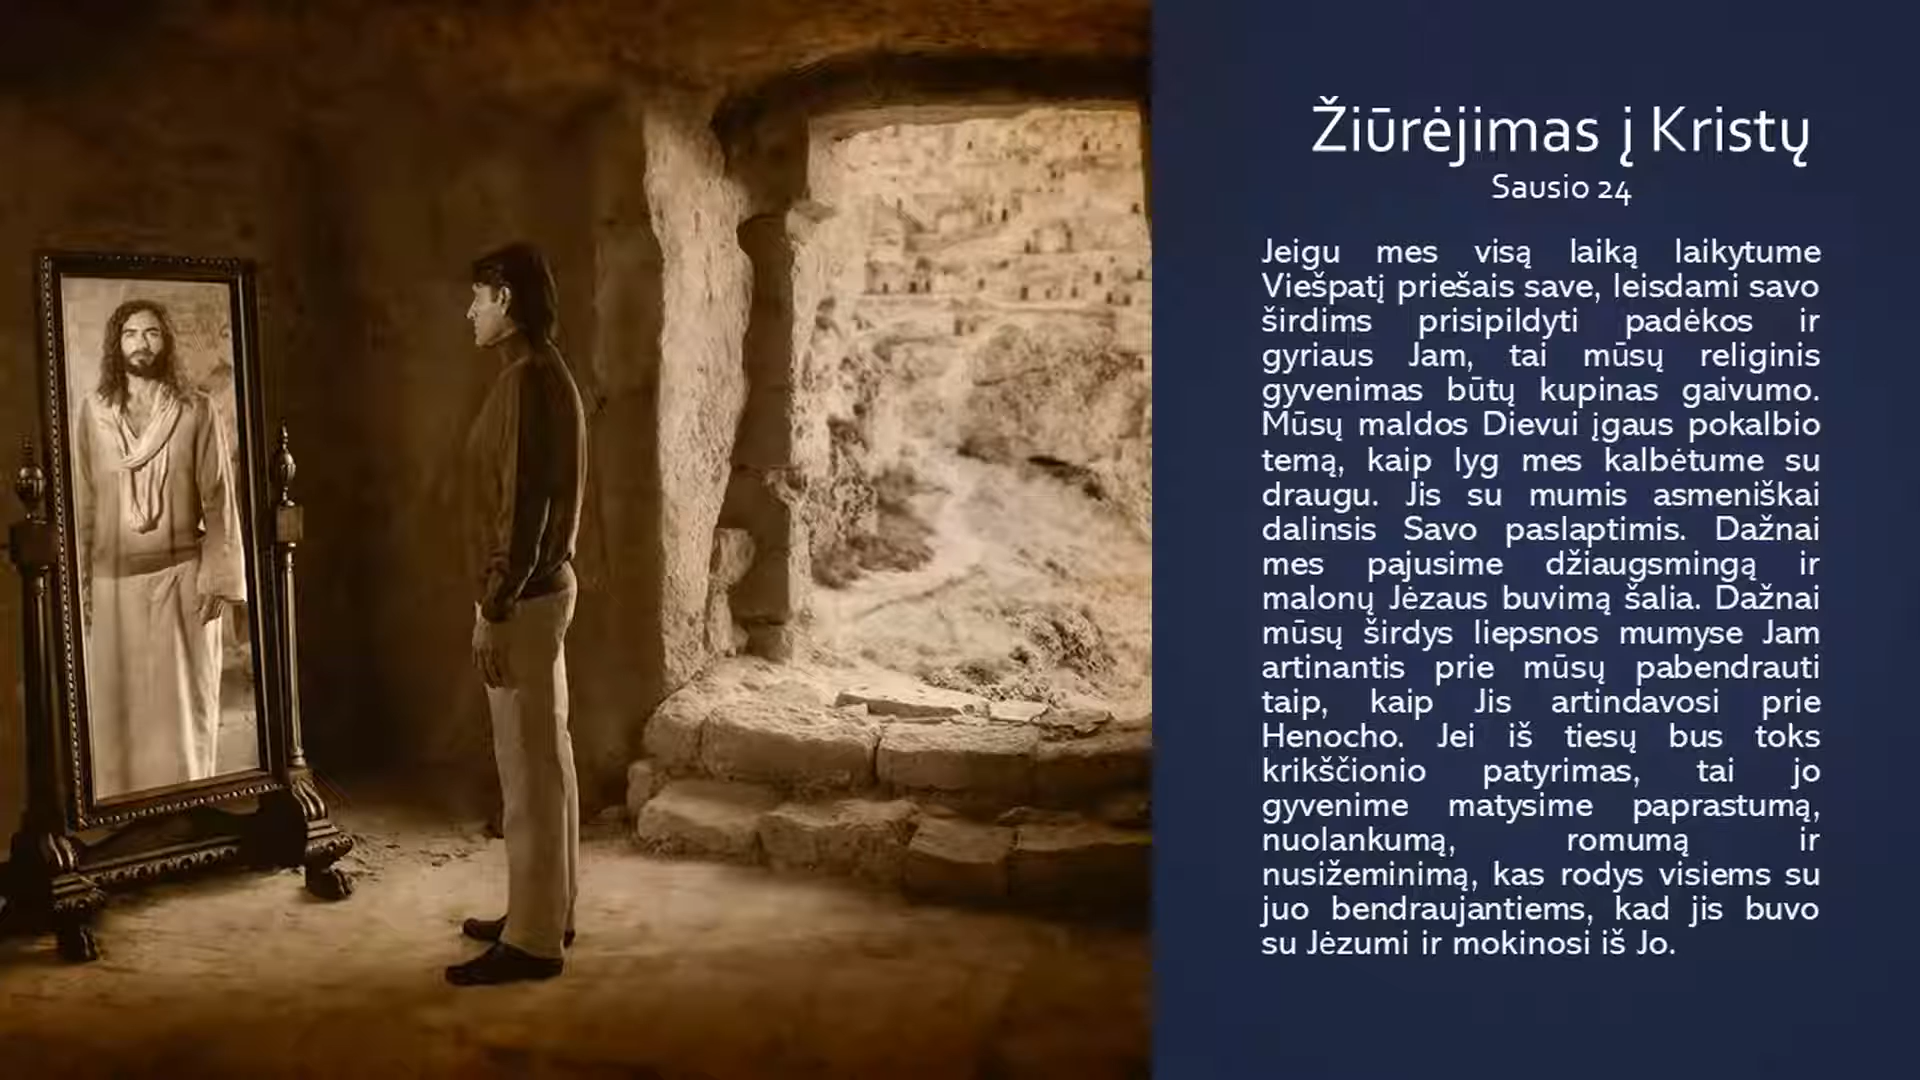 Žiūrėjimas į Kristų
Sausio 24
Jeigu mes visą laiką laikytume
Viešpatį priešais save, leisdami savo
širdims prisipildyti padėkos ir
gyriaus Jam, tai mūsų religinis
gyvenimas būtų kupinas gaivumo.
Mūsų maldos Dievui įgaus pokalbio
temą, kaip lyg mes kalbėtume su
draugu. Jis su mumis asmeniškai
dalinsis Savo paslaptimis. Dažnai
mes pajusime džiaugsmingą ir
malonų Jėzaus buvimą šalia. Dažnai
mūsų širdys liepsnos mumyse Jam
artinantis prie mūsų pabendrauti
taip, kaip Jis artindavosi prie
Henocho. Jei iš tiesų bus toks
krikščionio patyrimas, tai jo
gyvenime matysime paprastumą,
nuolankumą, romumą ir
nusižeminimą, kas rodys visiems su
juo bendraujantiems, kad jis buvo
su Jėzumi ir mokinosi iš Jo.